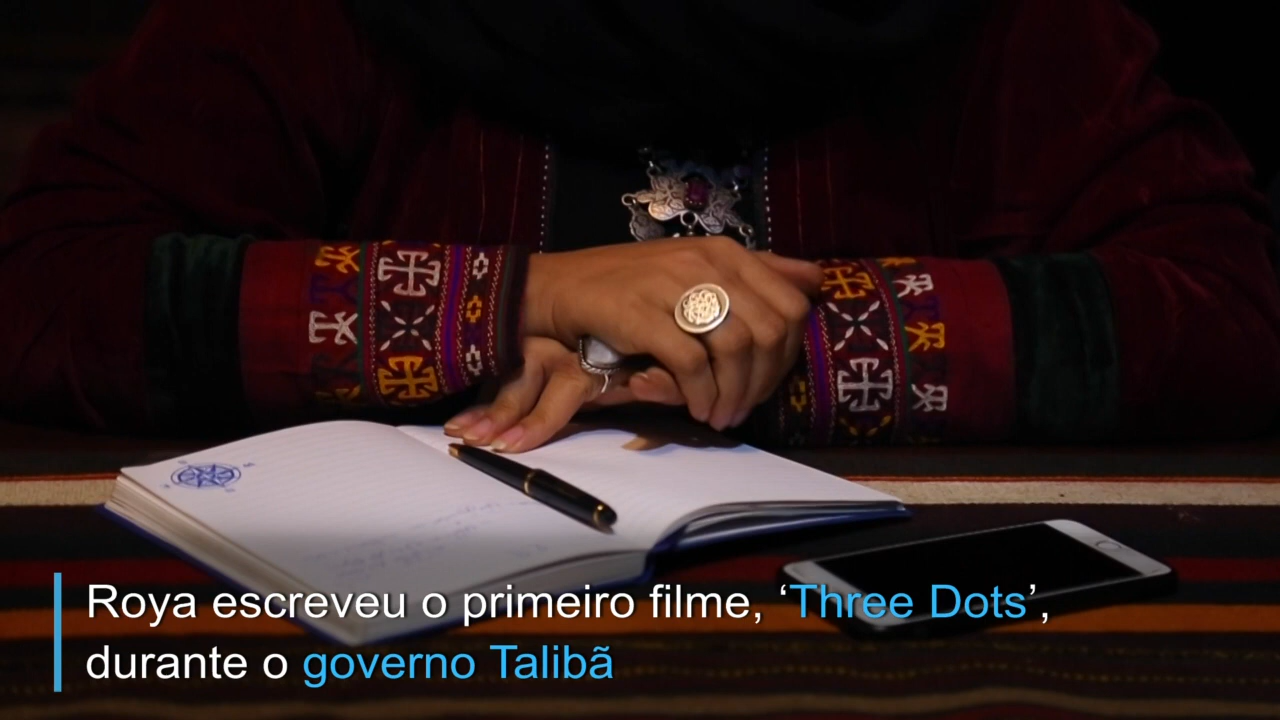 Roya escreveu o primeiro filme, ‘Three Dots’,
durante o governo Talibã